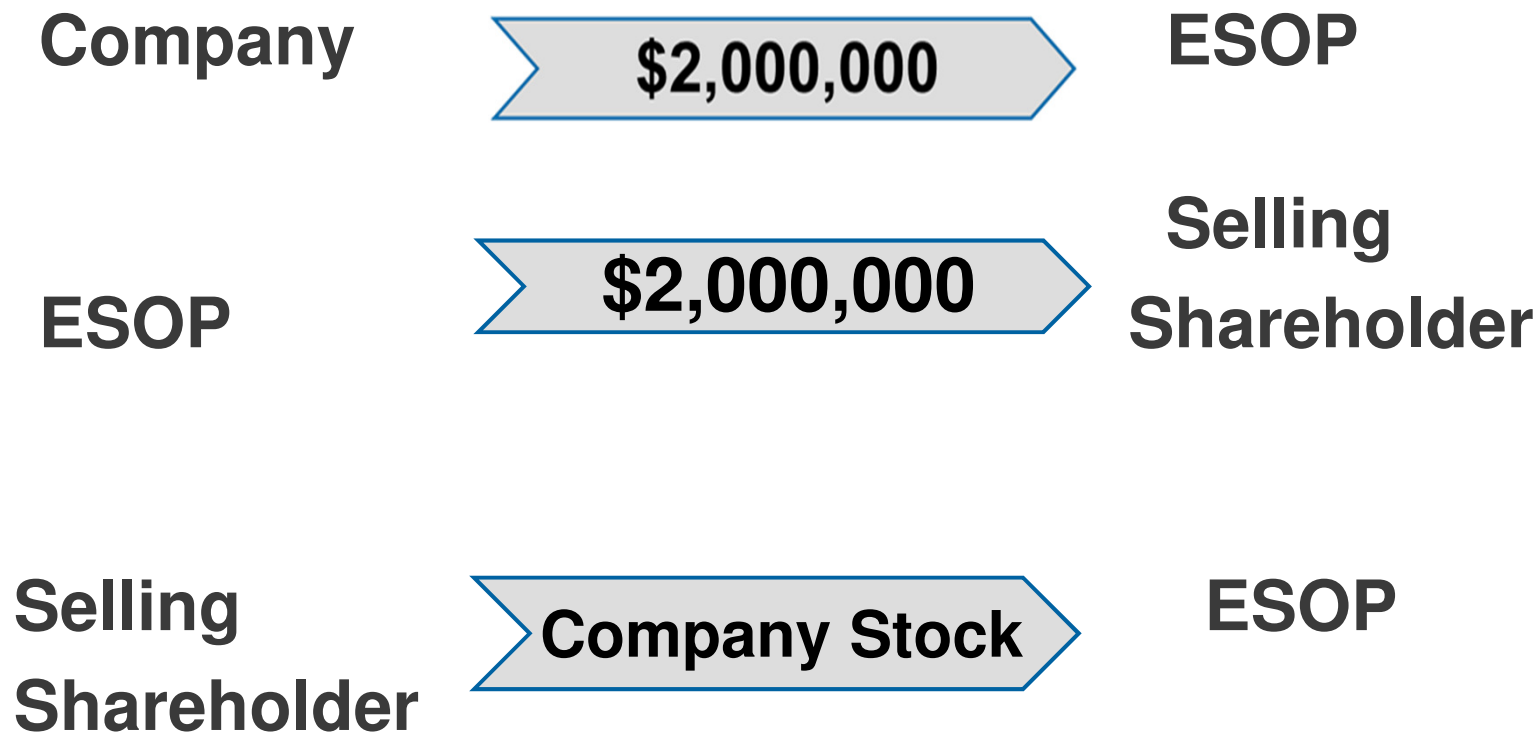 Company
$2,000,000
ESOP
ESOP
$2,000,000
Selling
Shareholder
Selling
Shareholder
Company Stock
ESOP